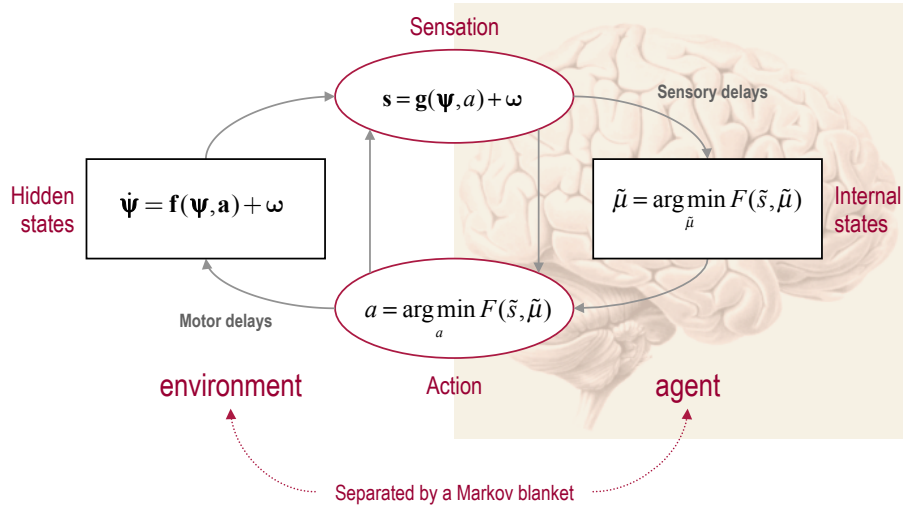 Sensation
s = g(ψ, a) + ω
Sensory delays
Hidden
states
ψ̇ = f(ψ, a) + ω
μ̃ = arg min F(s̃, μ̃)
μ̃
Internal
states
Motor delays
a = arg min F(s̃, μ̃)
a
environment
Action
agent
Separated by a Markov blanket